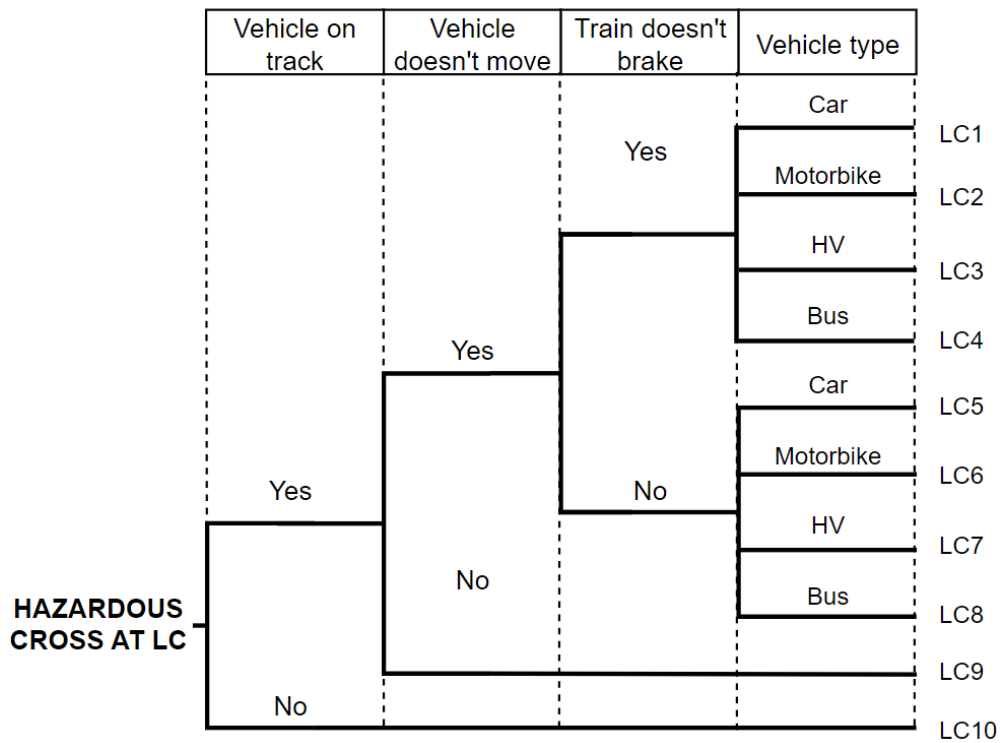 Vehicle on
track
Vehicle
doesn't move
Train doesn't
brake
Vehicle type
Car
LC1
Yes
Motorbike
LC2
HV
LC3
Bus
LC4
Yes
Car
LC5
Motorbike
LC6
Yes
No
HV
LC7
No
Bus
LC8
HAZARDOUS
CROSS AT LC
LC9
No
LC10